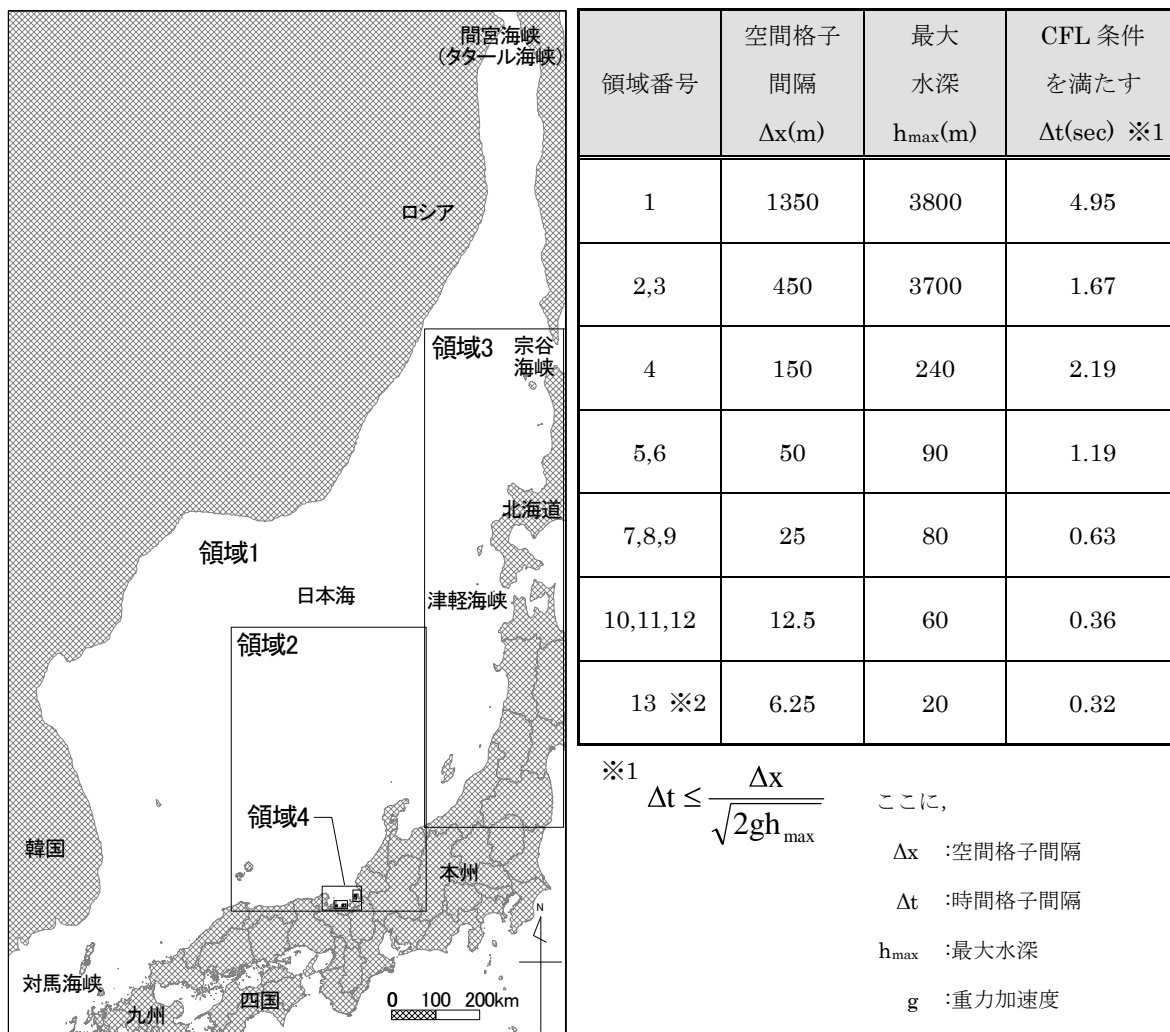 間宮海峡
(タタール海峡)
ロシア
領域3
宗谷
海峡
北海道
領域1
日本海
津軽海峡
領域2
領域4
韓国
本州
N
対馬海峡
四国
九州
0 100 200km
領域番号 空間格子間隔Δx(m) 最大水深hmax(m) CFL 条件を満たすΔt(sec) ※1
1 1350 3800 4.95
2,3 450 3700 1.67
4 150 240 2.19
5,6 50 90 1.19
7,8,9 25 80 0.63
10,11,12 12.5 60 0.36
13 ※2 6.25 20 0.32
※1 Δt ≤ Δx / √2ghmax ここに,
Δx :空間格子間隔
Δt :時間格子間隔
hmax :最大水深
g :重力加速度